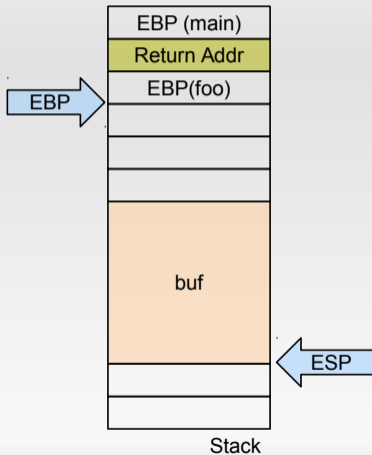 EBP (main)
Return Addr
EBP(foo)
EBP
buf
ESP
Stack